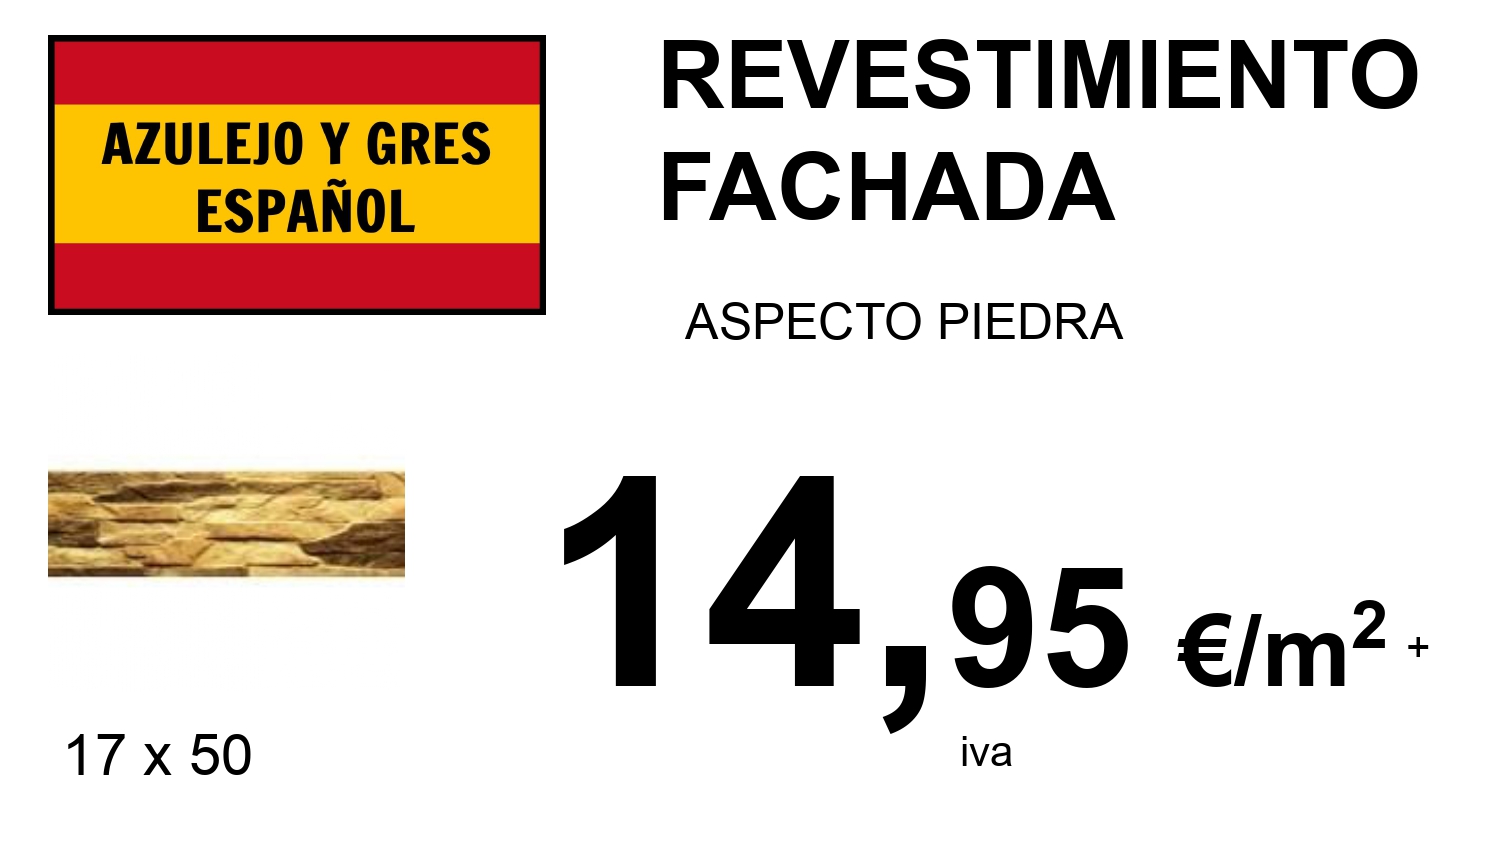 AZULEJO Y GRES
ESPAÑOL
REVESTIMIENTO
FACHADA
ASPECTO PIEDRA
14,95 €/m² +
iva
17 x 50